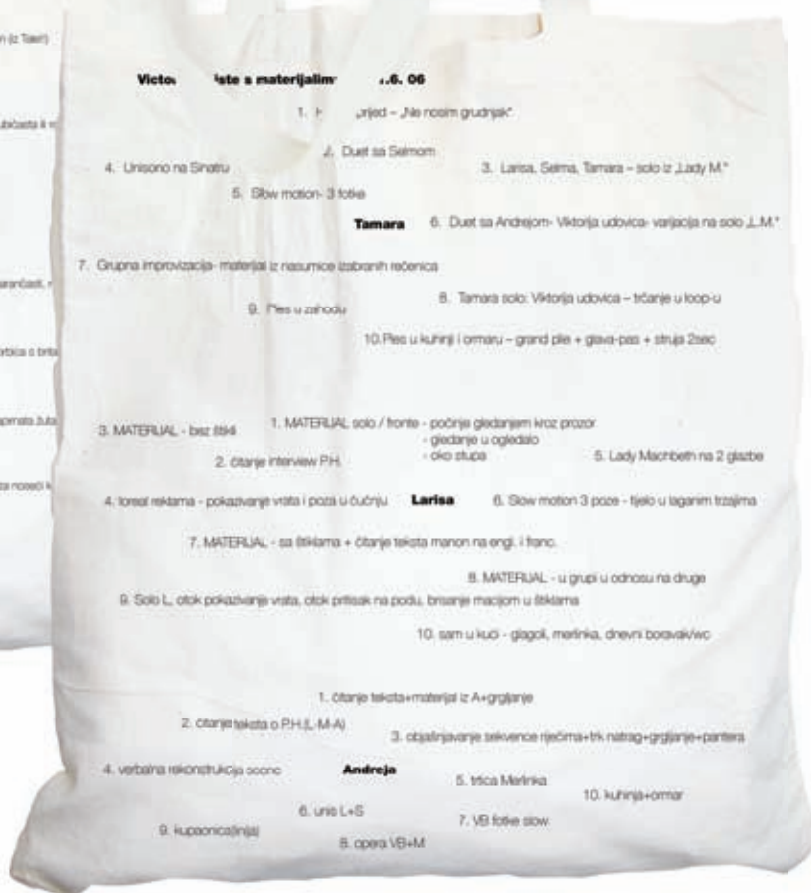 n (iz Tasin)
Victo iste s materijalim .6. 06
1. H prijed – „Ne nosim grudnjak"
2. Duet sa Selmom
4. Unisono na Sinatru
3. Larisa, Selma, Tamara – solo iz „Lady M."
5. Slow motion- 3 fotke
Tamara 6. Duet sa Andrejom- Viktorija udovica- varijacija na solo „L.M."
7. Grupna improvizacija- materijal iz nasumice izabranih rečenica
8. Tamara solo: Viktorija udovica – trčanje u loop-u
9. Ples u zahodu
10.Ples u kuhinji i ormaru – grand plie + glava-pas + struja 2sec
1. MATERIJAL solo / fronte - počinje gledanjem kroz prozor
3. MATERIJAL - bez štikli
- gledanje u ogledalo
2. čitanje interview P.H.
- oko stupa
5. Lady Machbeth na 2 glazbe
4. loreal reklama - pokazivanje vrata i poza u čučnju Larisa 6. Slow motion 3 poze - tijelo u laganim trzajima
7. MATERIJAL - sa štiklama + čitanje teksta manon na engl. i franc.
8. MATERIJAL - u grupi u odnosu na druge
9. Solo L, otok pokazivanje vrata, otok pritisak na podu, brisanje macijom u štiklama
10. sam u kući - glagoli, merlinka, dnevni boravak/wc
1. čitanje teksta+materijal iz A+grgljanje
2. čitanje teksta o P.H.(L-M-A)
3. objašnjavanje sekvence riječima+trk natrag+grgljanje+pantera
4. verbalna rekonstrukcija scene Andreja
5. trtica Merlinka
10. kuhinja+ormar
6. unis L+S
7. VB fotke slow
9. kupaonica(linija)
8. opera VB+M